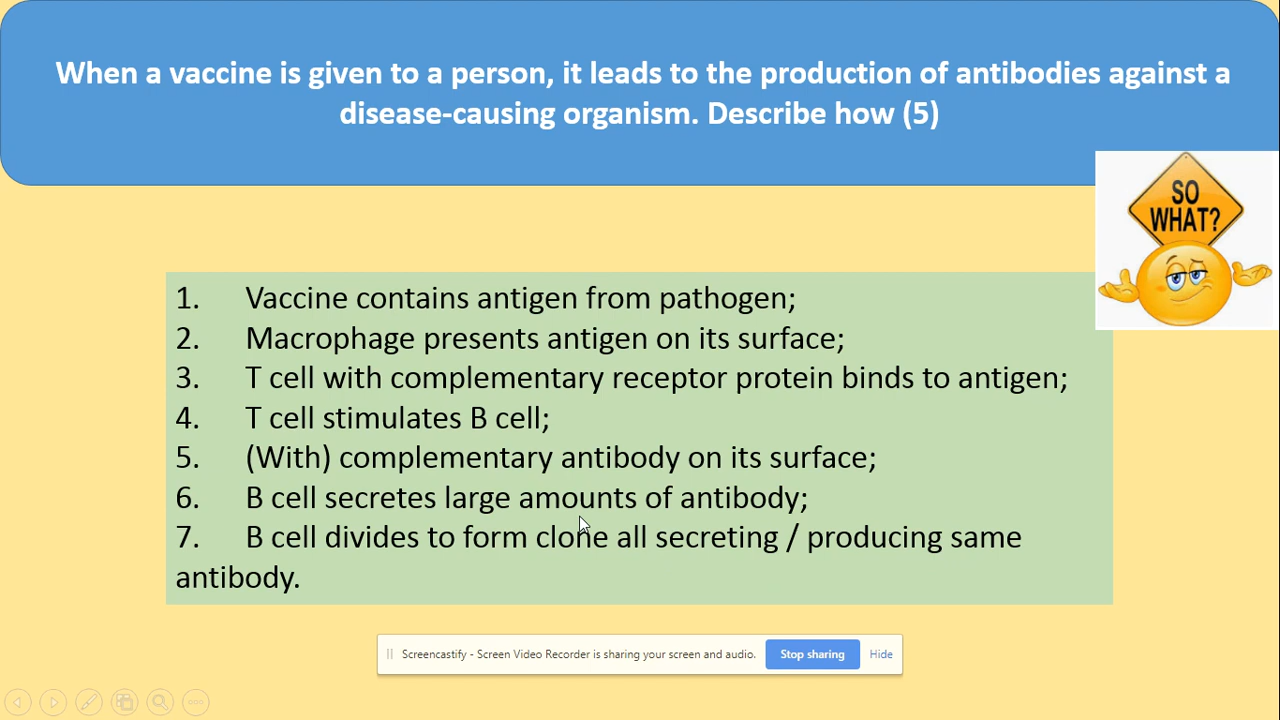 When a vaccine is given to a person, it leads to the production of antibodies against a
disease-causing organism. Describe how (5)
SO
WHAT?
1. Vaccine contains antigen from pathogen;
2. Macrophage presents antigen on its surface;
3. T cell with complementary receptor protein binds to antigen;
4. T cell stimulates B cell;
5. (With) complementary antibody on its surface;
6. B cell secretes large amounts of antibody;
7. B cell divides to form clone all secreting / producing same
antibody.
Screencastify - Screen Video Recorder is sharing your screen and audio. Stop sharing Hide